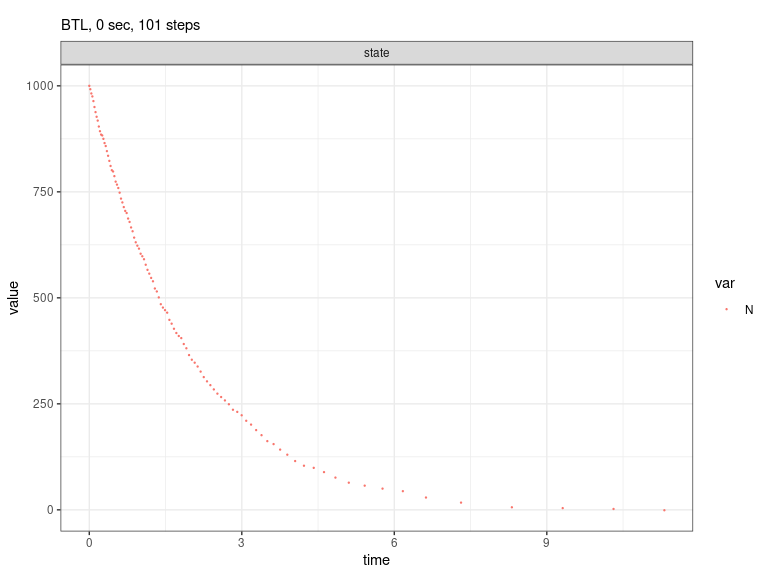 BTL, 0 sec, 101 steps
state
1000
750
500
250
0
value
0 3 6 9
time
var
N